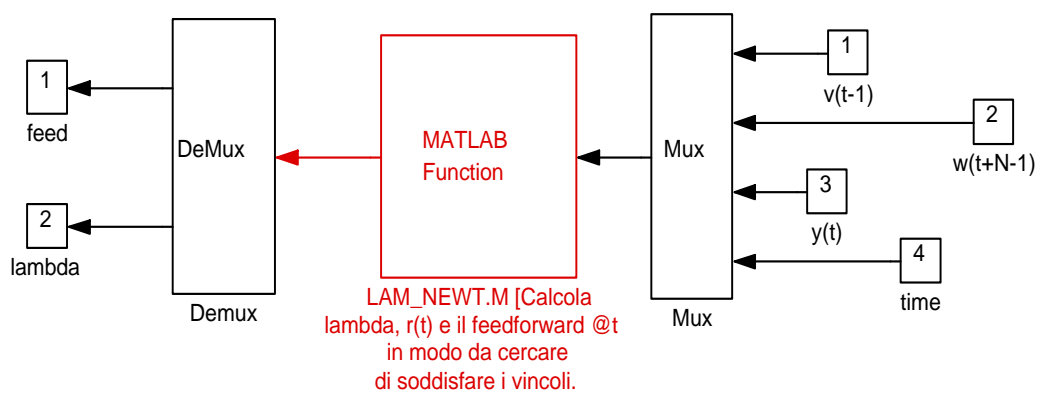 1
feed
2
lambda
DeMux
Demux
MATLAB
Function
LAM_NEWT.M [Calcola
lambda, r(t) e il feedforward @t
in modo da cercare
di soddisfare i vincoli.
Mux
Mux
1
v(t-1)
2
w(t+N-1)
3
y(t)
4
time